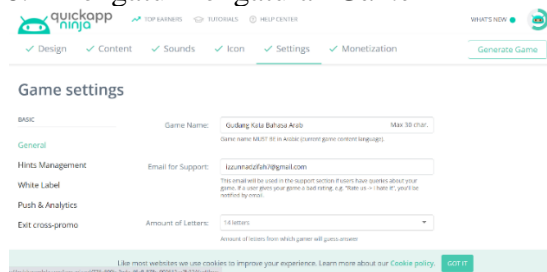 quickapp ninja
TOP EARNERS TUTORIALS HELP CENTER WHAT'S NEW
Design Content Sounds Icon Settings Monetization Generate Game
Game settings
BASIC
General
Hints Management
White Label
Push & Analytics
Exit cross-promo
Game Name: Gudang Kata Bahasa Arab Max 30 char.
Game name MUST BE in Arabic (current game content language).
Email for Support:
This email will be used in the support section if users have queries about your
game. If a user gives your game a bad rating, e.g. "Rate us -> I hate it", you'll be
notified by email.
Amount of Letters: 14 letters
Amount of letters from which gamer will guess answer
Like most websites we use cookies to improve your experience. Learn more about our Cookie policy. GOT IT